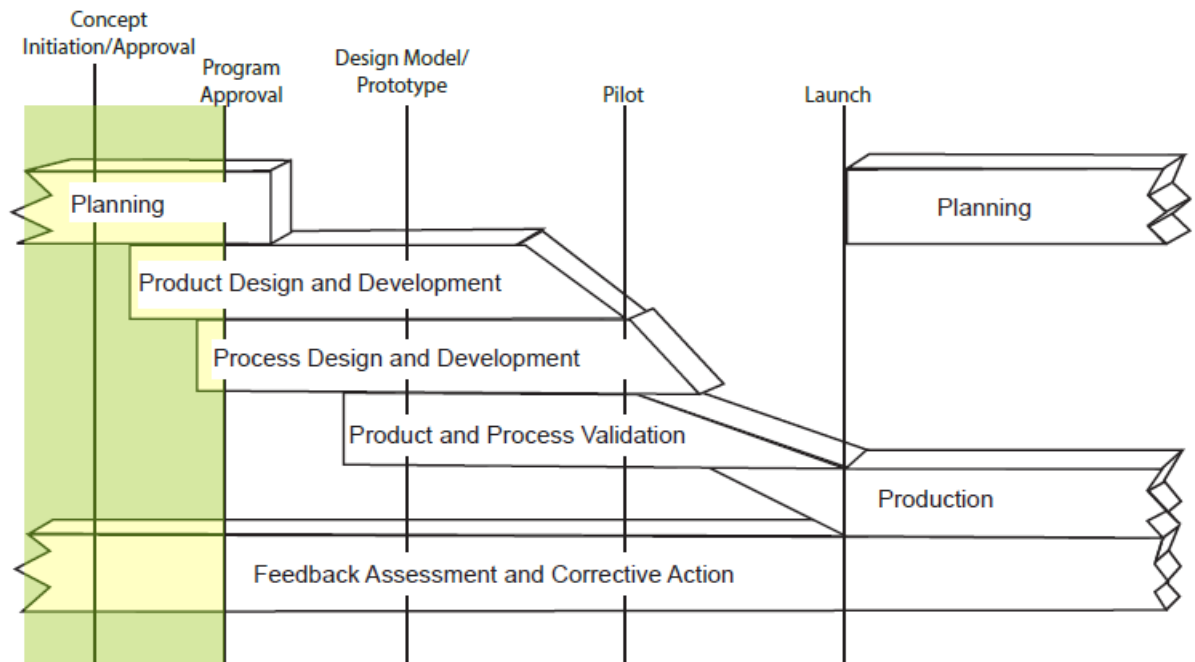 Concept
Initiation/Approval
Program
Approval
Design Model/
Prototype
Pilot
Launch
Planning
Planning
Product Design and Development
Process Design and Development
Product and Process Validation
Production
Feedback Assessment and Corrective Action